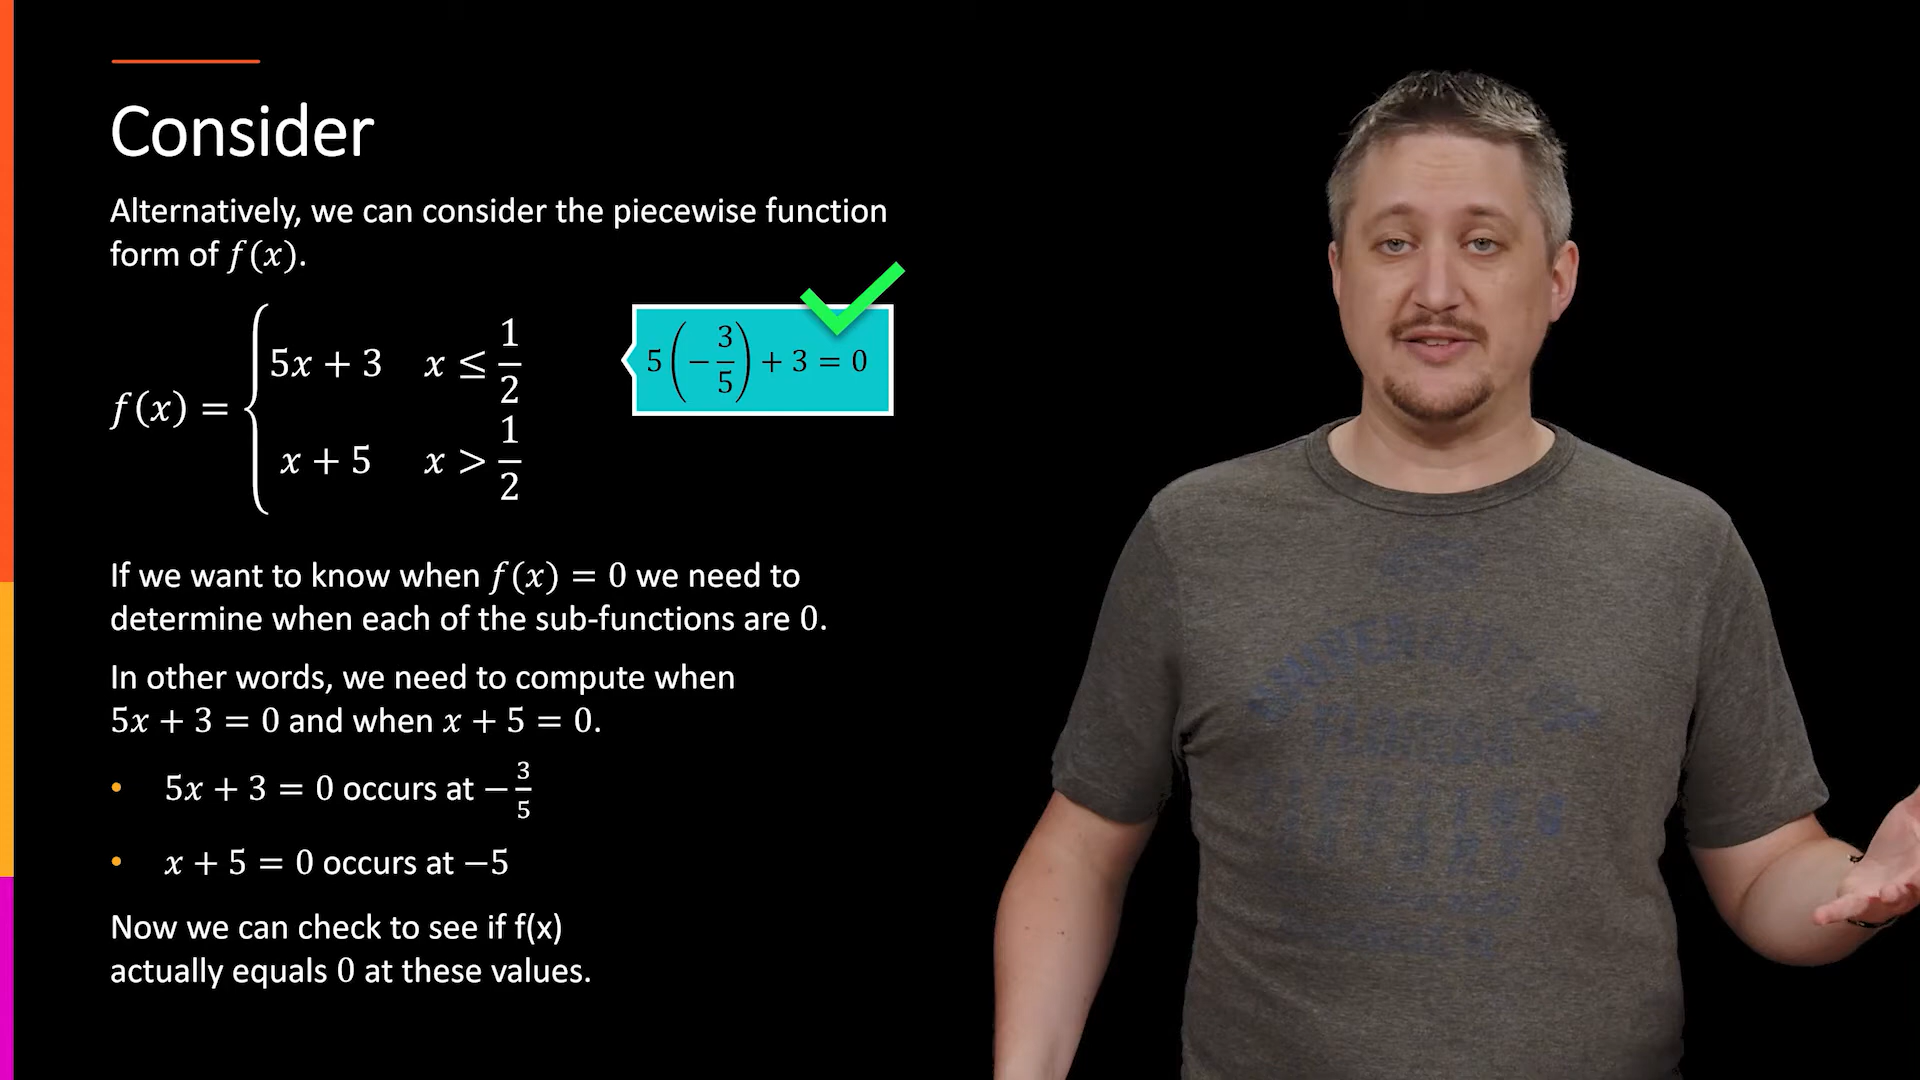 Consider
Alternatively, we can consider the piecewise function
form of f(x).
f(x) = { 5x + 3   x ≤ 1/2
x + 5   x > 1/2
5(−3/5) + 3 = 0
If we want to know when f(x) = 0 we need to
determine when each of the sub-functions are 0.
In other words, we need to compute when
5x + 3 = 0 and when x + 5 = 0.
• 5x + 3 = 0 occurs at −3/5
• x + 5 = 0 occurs at −5
Now we can check to see if f(x)
actually equals 0 at these values.
UNIVERSITY OF
FLORIDA